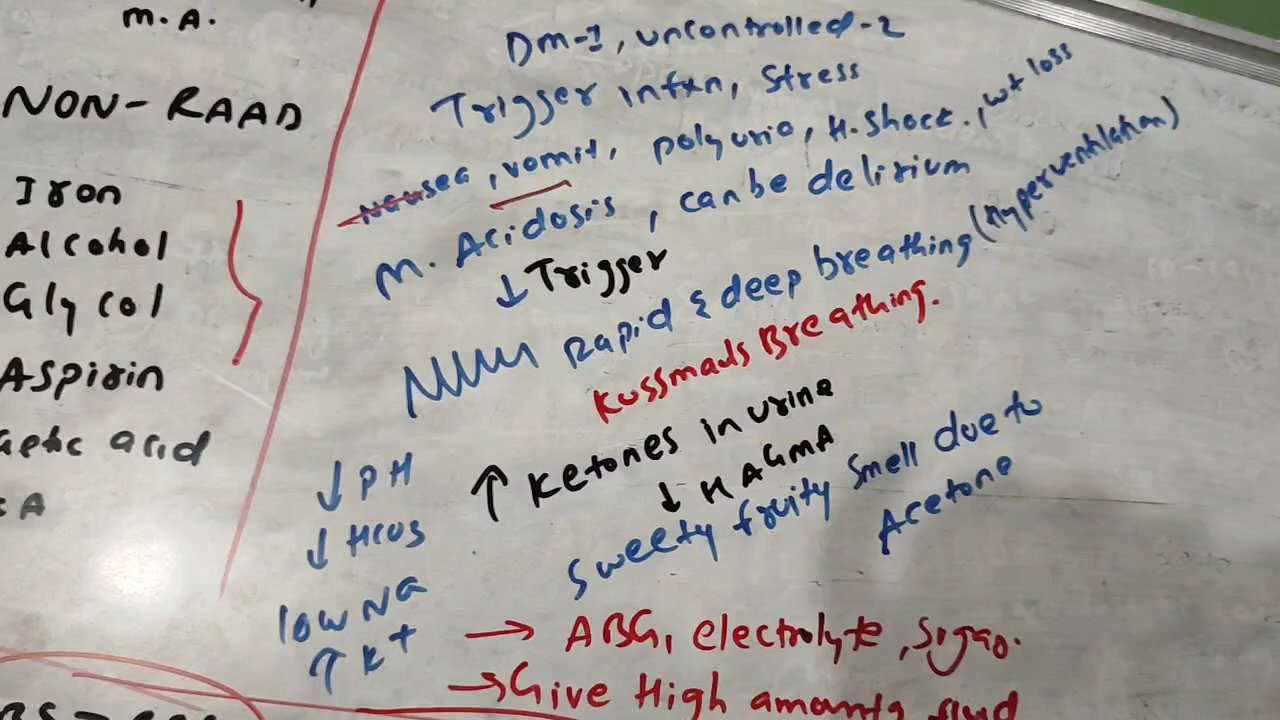 M.A.
NON-RAAD
Iron
Alcohol
Glycol
Aspirin
acid
A
Dm-1, uncontrolled-2
Trigger infxn, Stress
Nausea, vomit, polyuria, H. Shock., wt loss
M. Acidosis, can be delirium
↓ Trigger
Rapid & deep breathing (Hyperventilation)
Kussmauls Breathing.
↑ Ketones in urine
↓ HAGMA
Sweety fruity smell due to
Acetone
↓ PH
↓ HCO3
low Na
↑ K+
→ ABG, electrolyte, Sugar.
→ Give High amounts fluid